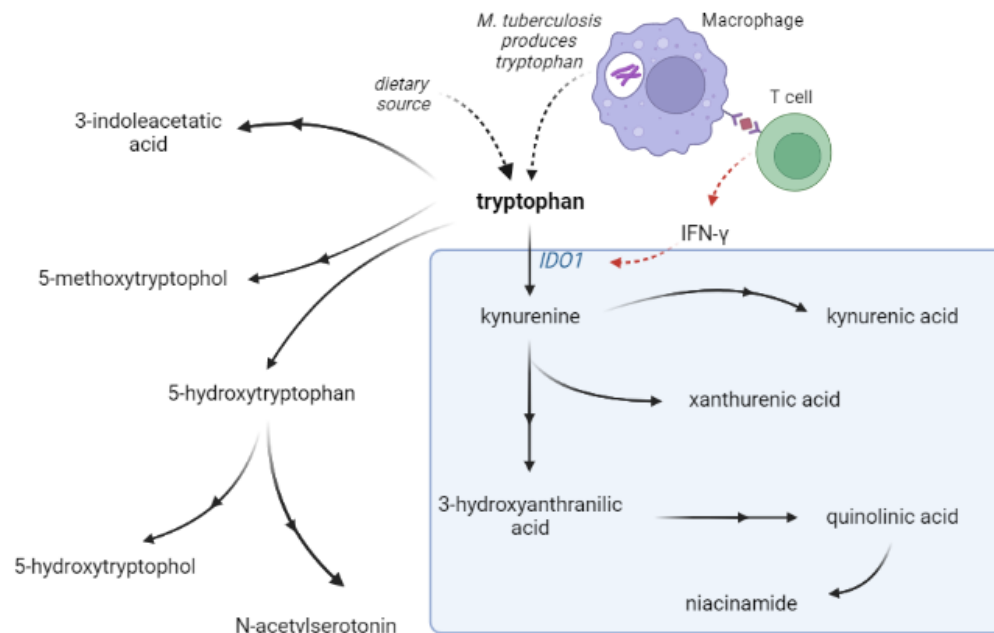 M. tuberculosis
produces
tryptophan
Macrophage
dietary
source
T cell
3-indoleacetatic
acid
tryptophan
IFN-γ
IDO1
5-methoxytryptophol
kynurenine
kynurenic acid
5-hydroxytryptophan
xanthurenic acid
3-hydroxyanthranilic
acid
quinolinic acid
5-hydroxytryptophol
niacinamide
N-acetylserotonin